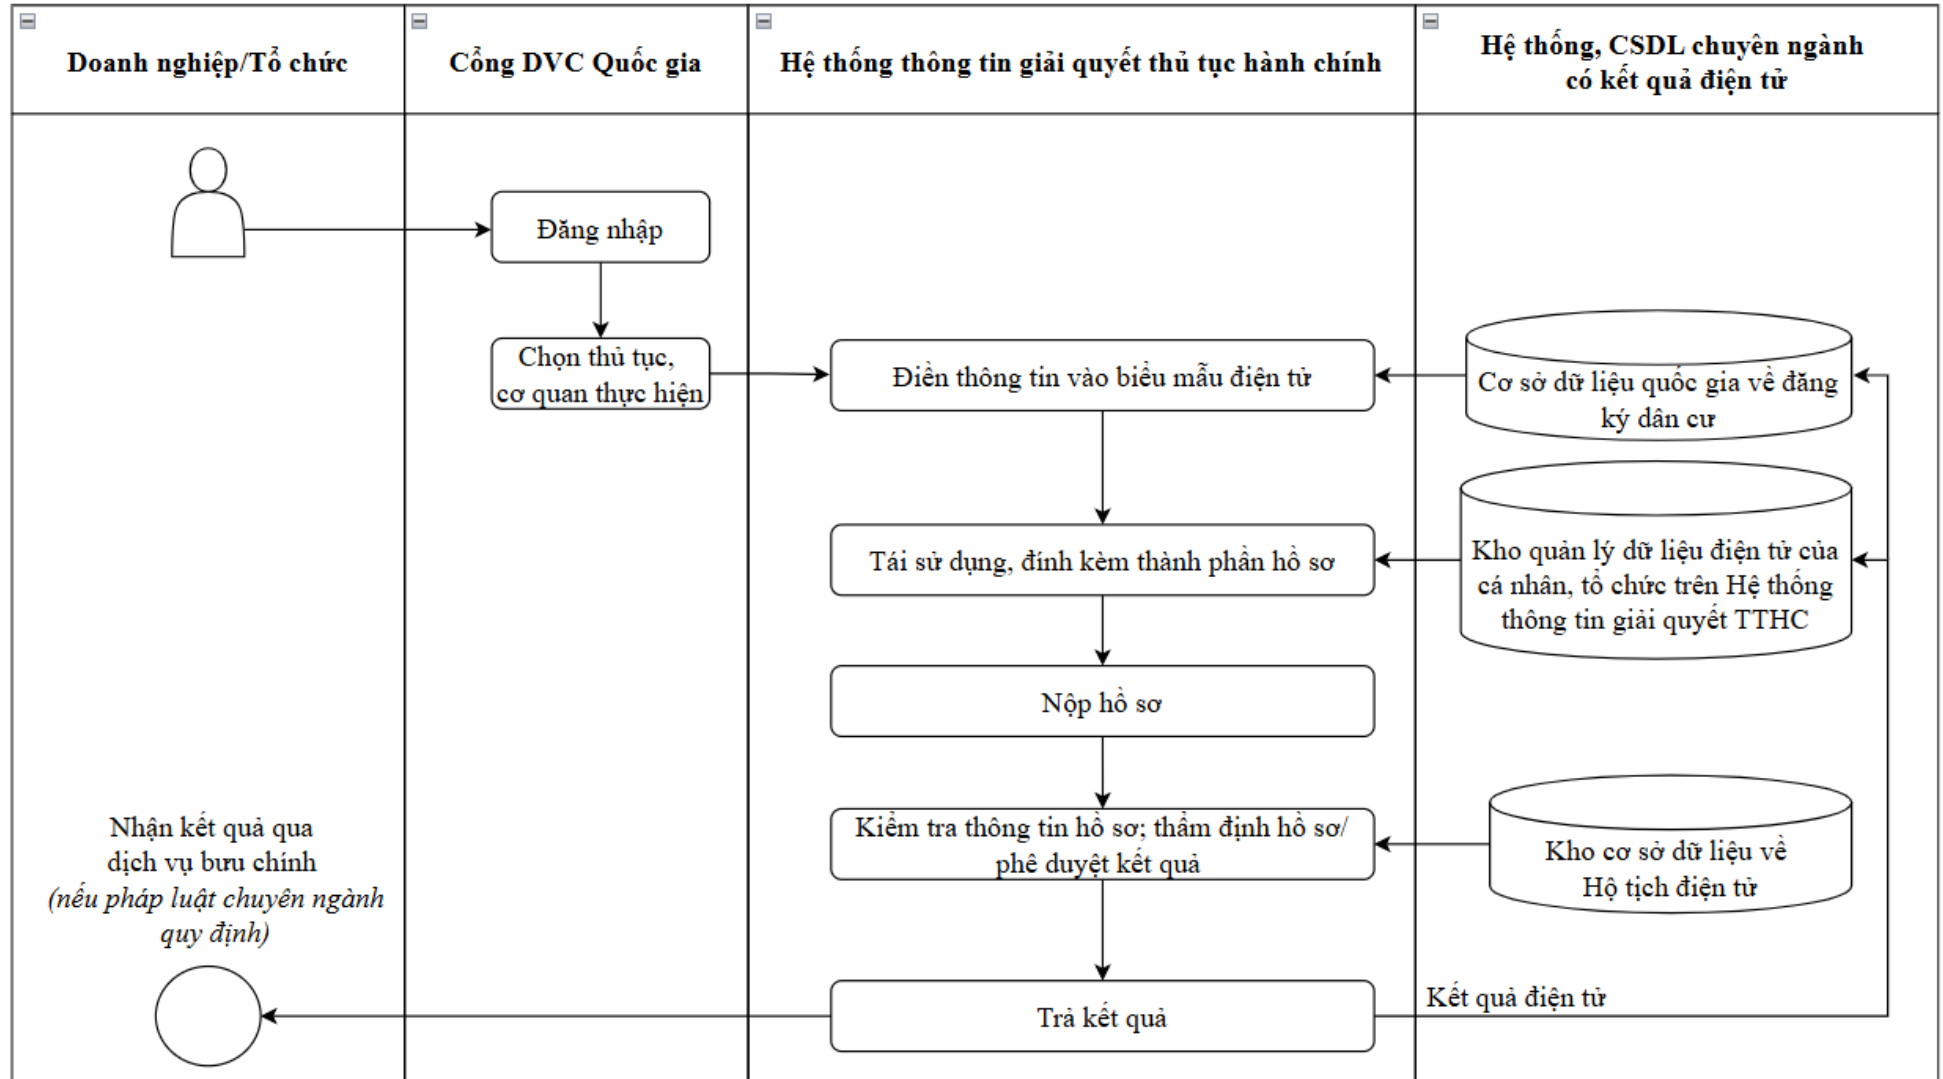 Doanh nghiệp/Tổ chức
Cổng DVC Quốc gia
Hệ thống thông tin giải quyết thủ tục hành chính
Hệ thống, CSDL chuyên ngành
có kết quả điện tử
Đăng nhập
Chọn thủ tục,
cơ quan thực hiện
Điền thông tin vào biểu mẫu điện tử
Cơ sở dữ liệu quốc gia về đăng
ký dân cư
Tái sử dụng, đính kèm thành phần hồ sơ
Kho quản lý dữ liệu điện tử của
cá nhân, tổ chức trên Hệ thống
thông tin giải quyết TTHC
Nộp hồ sơ
Kiểm tra thông tin hồ sơ; thẩm định hồ sơ/
phê duyệt kết quả
Kho cơ sở dữ liệu về
Hộ tịch điện tử
Nhận kết quả qua
dịch vụ bưu chính
(nếu pháp luật chuyên ngành
quy định)
Trả kết quả
Kết quả điện tử